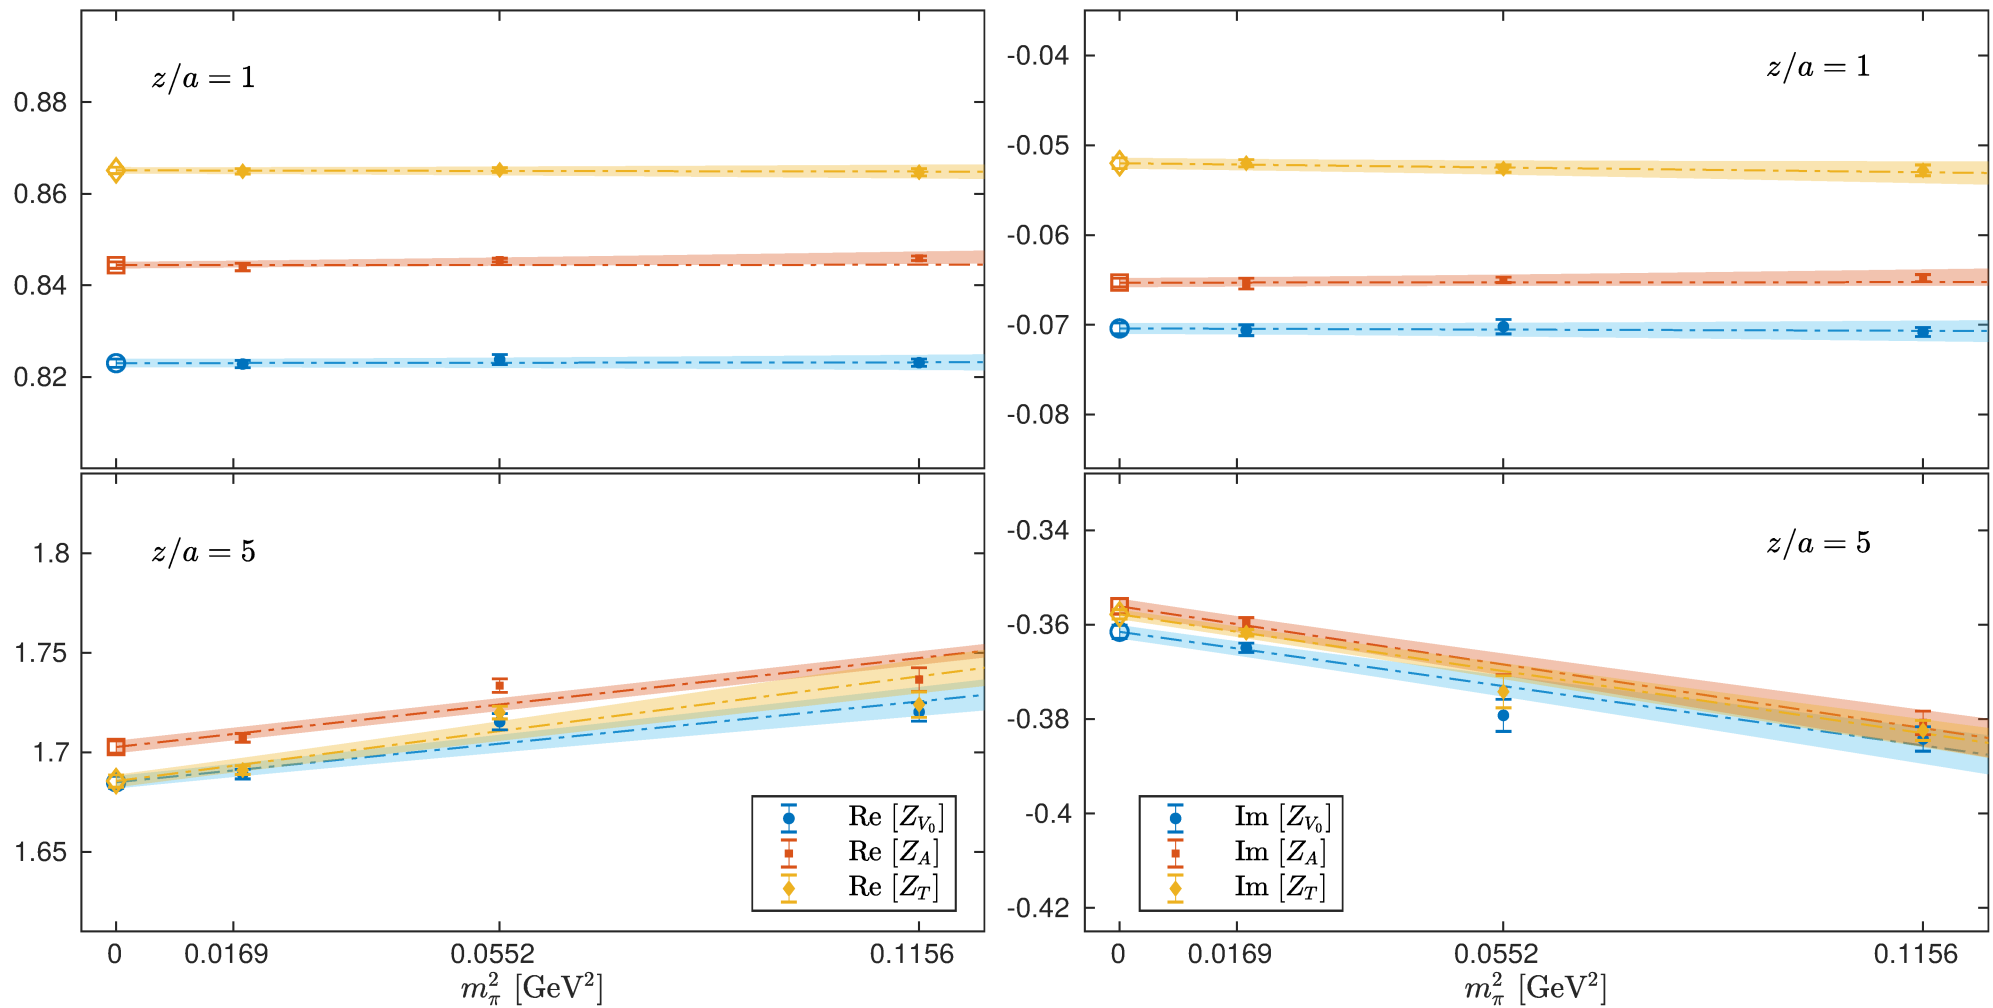 z/a = 1
0.88
0.86
0.84
0.82
z/a = 1
-0.04
-0.05
-0.06
-0.07
-0.08
z/a = 5
1.8
1.75
1.7
1.65
Re [Z_{V_0}]
Re [Z_A]
Re [Z_T]
0 0.0169 0.0552 0.1156
m_π^2 [GeV^2]
z/a = 5
-0.34
-0.36
-0.38
-0.4
-0.42
Im [Z_{V_0}]
Im [Z_A]
Im [Z_T]
0 0.0169 0.0552 0.1156
m_π^2 [GeV^2]